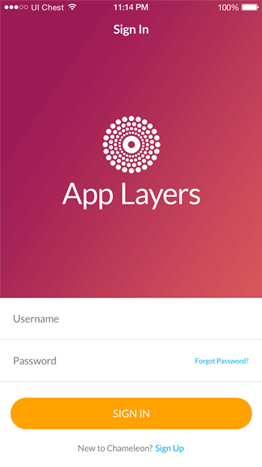 UI Chest 11:14 PM 100%
Sign In
App Layers
Username
Password Forgot Password?
SIGN IN
New to Chameleon? Sign Up